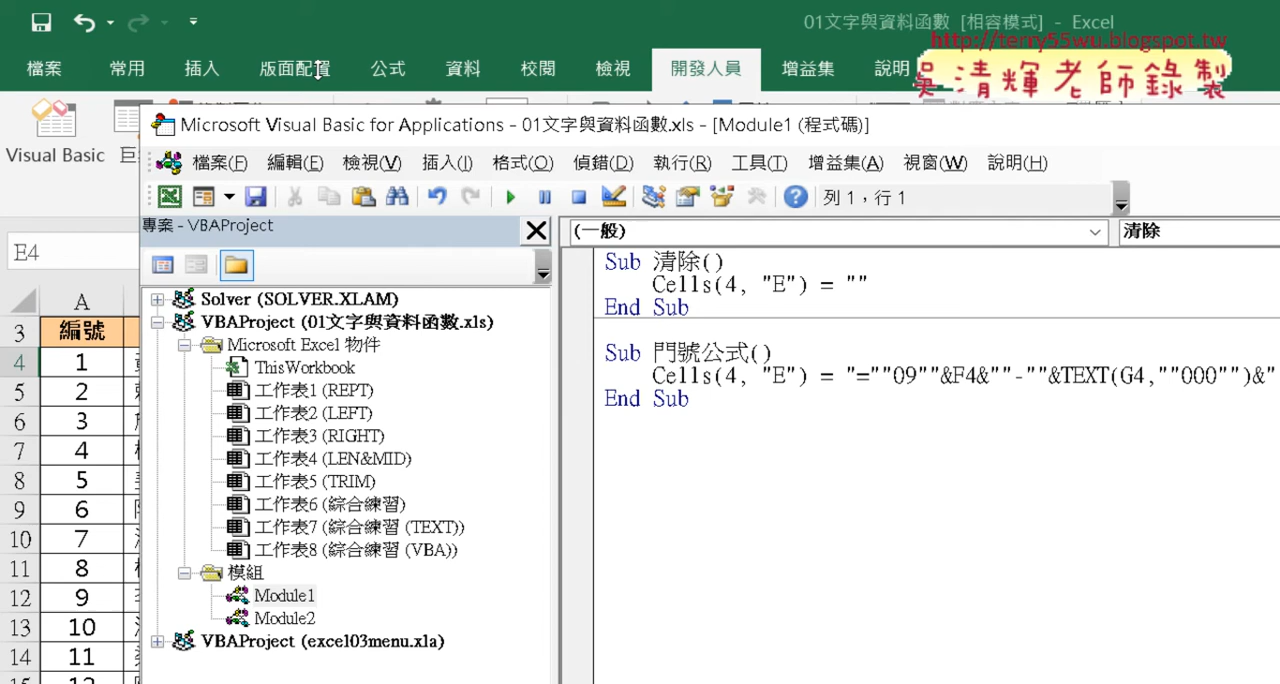 01文字與資料函數 [相容模式] - Excel
http://terry55wu.blogspot.tw
吳清輝老師錄製
檔案 常用 插入 版面配置 公式 資料 校閱 檢視 開發人員 增益集 說明
Visual Basic
Microsoft Visual Basic for Applications - 01文字與資料函數.xls - [Module1 (程式碼)]
檔案(F) 編輯(E) 檢視(V) 插入(I) 格式(O) 偵錯(D) 執行(R) 工具(T) 增益集(A) 視窗(W) 說明(H)
列 1，行 1
專案 - VBAProject
(一般) 清除
E4
A
3 編號
4 1
5 2
6 3
7 4
8 5
9 6
10 7
11 8
12 9
13 10
14 11
Solver (SOLVER.XLAM)
VBAProject (01文字與資料函數.xls)
Microsoft Excel 物件
ThisWorkbook
工作表1 (REPT)
工作表2 (LEFT)
工作表3 (RIGHT)
工作表4 (LEN&MID)
工作表5 (TRIM)
工作表6 (綜合練習)
工作表7 (綜合練習 (TEXT))
工作表8 (綜合練習 (VBA))
模組
Module1
Module2
VBAProject (excel03menu.xla)
Sub 清除()
Cells(4, "E") = ""
End Sub
Sub 門號公式()
Cells(4, "E") = "=""09""&F4&""-""&TEXT(G4,""000"")&"
End Sub